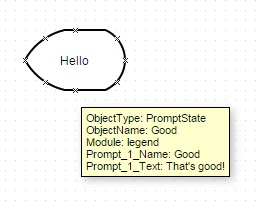 Hello
ObjectType: PromptState
ObjectName: Good
Module: legend
Prompt_1_Name: Good
Prompt_1_Text: That's good!